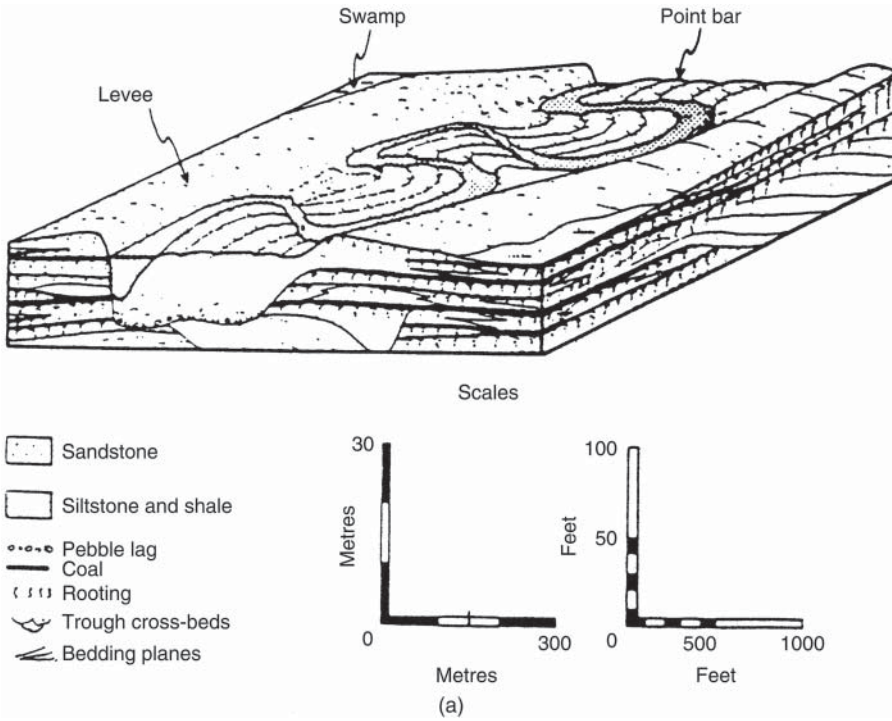 Swamp
Point bar
Levee
Scales
Sandstone
Siltstone and shale
Pebble lag
Coal
Rooting
Trough cross-beds
Bedding planes
30
Metres
0
300
Metres
100
Feet
50
0
500
1000
Feet
(a)